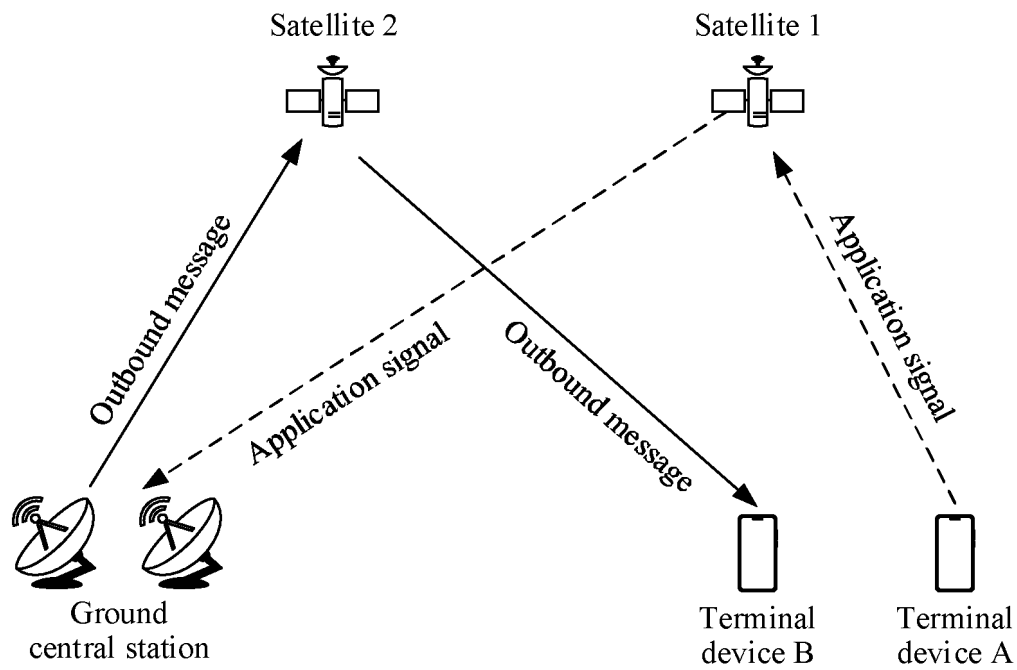 Satellite 2
Satellite 1
Outbound message
Application signal
Outbound message
Application signal
Ground
central station
Terminal
device B
Terminal
device A